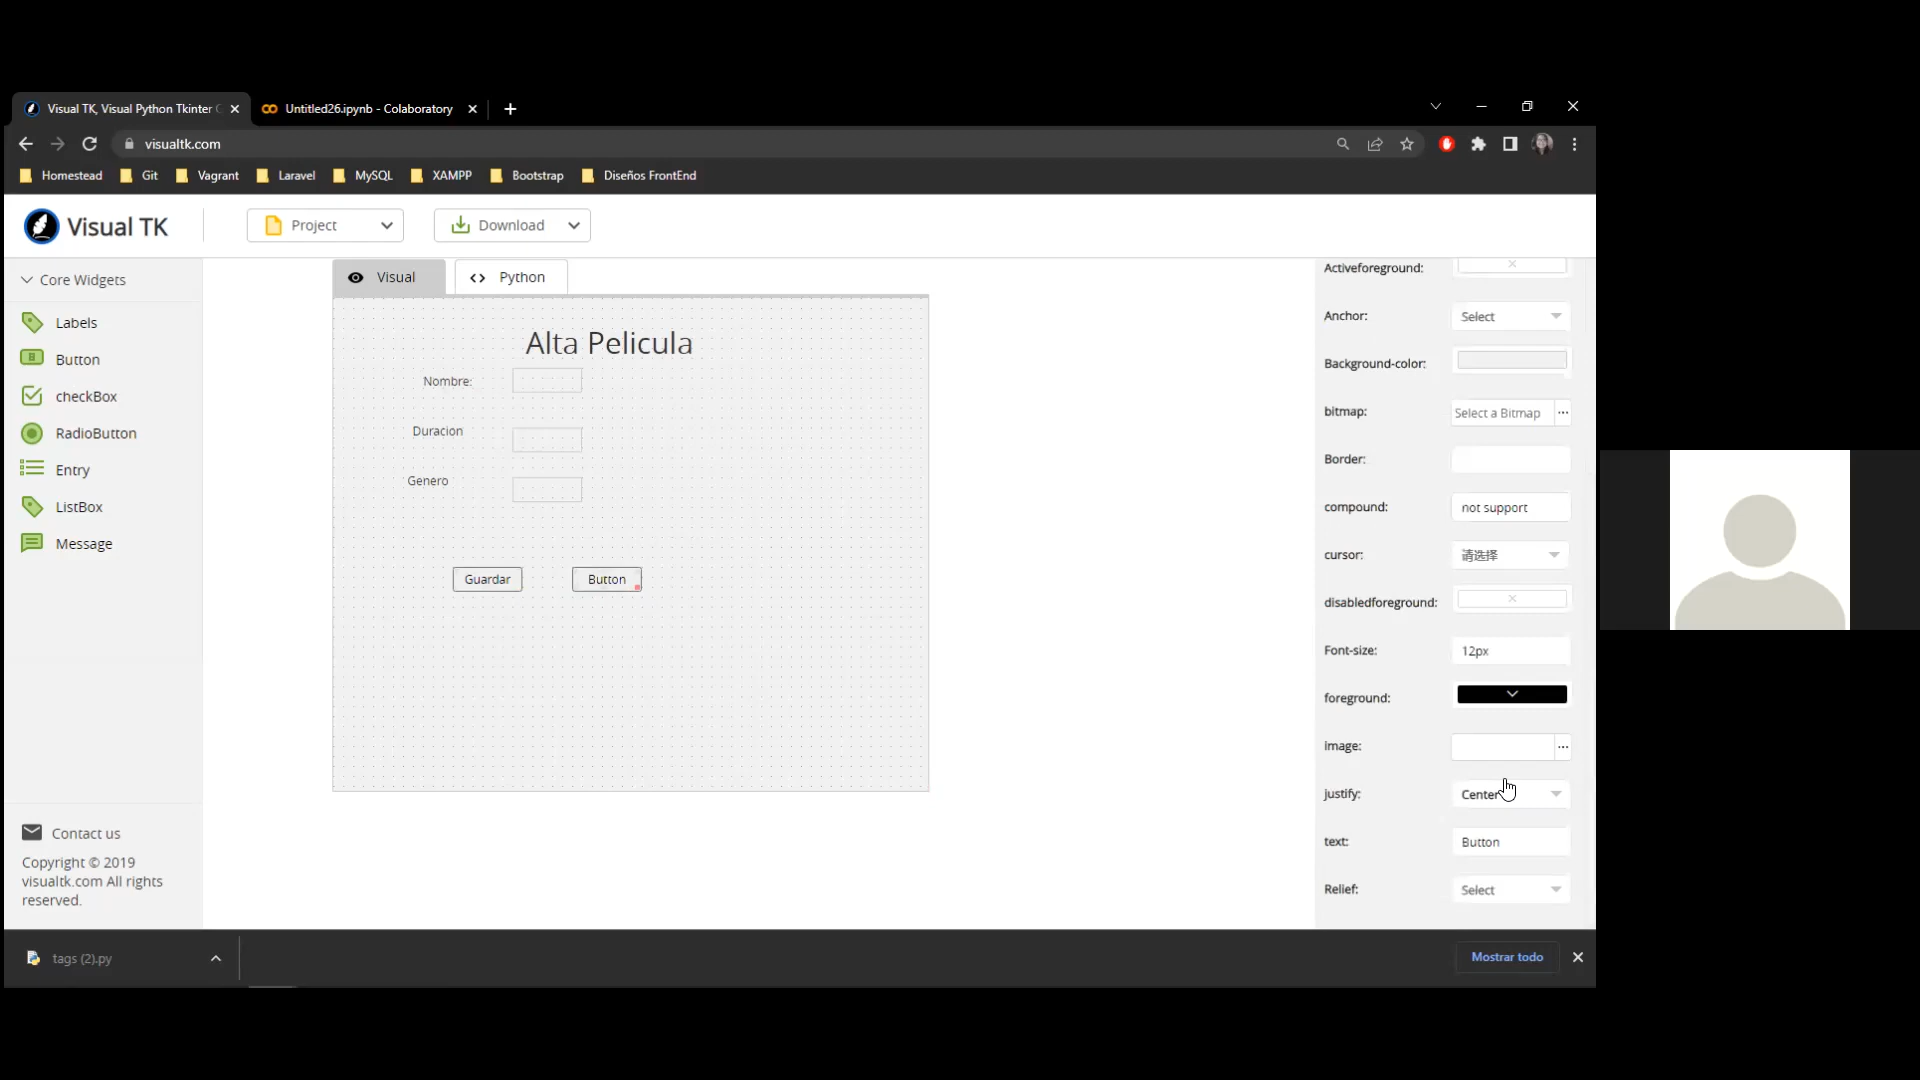 Visual TK, Visual Python Tkinter
Untitled26.ipynb - Colaboratory
visualtk.com
Homestead
Git
Vagrant
Laravel
MySQL
XAMPP
Bootstrap
Diseños FrontEnd
Visual TK
Project
Download
Core Widgets
Labels
Button
checkBox
RadioButton
Entry
ListBox
Message
Contact us
Copyright © 2019
visualtk.com All rights
reserved.
Visual
Python
Alta Pelicula
Nombre:
Duracion
Genero
Guardar
Button
Activeforeground:
Anchor: Select
Background-color:
bitmap: Select a Bitmap
Border:
compound: not support
cursor: 请选择
disabledforeground:
Font-size: 12px
foreground:
image:
justify: Center
text: Button
Relief: Select
tags (2).py
Mostrar todo